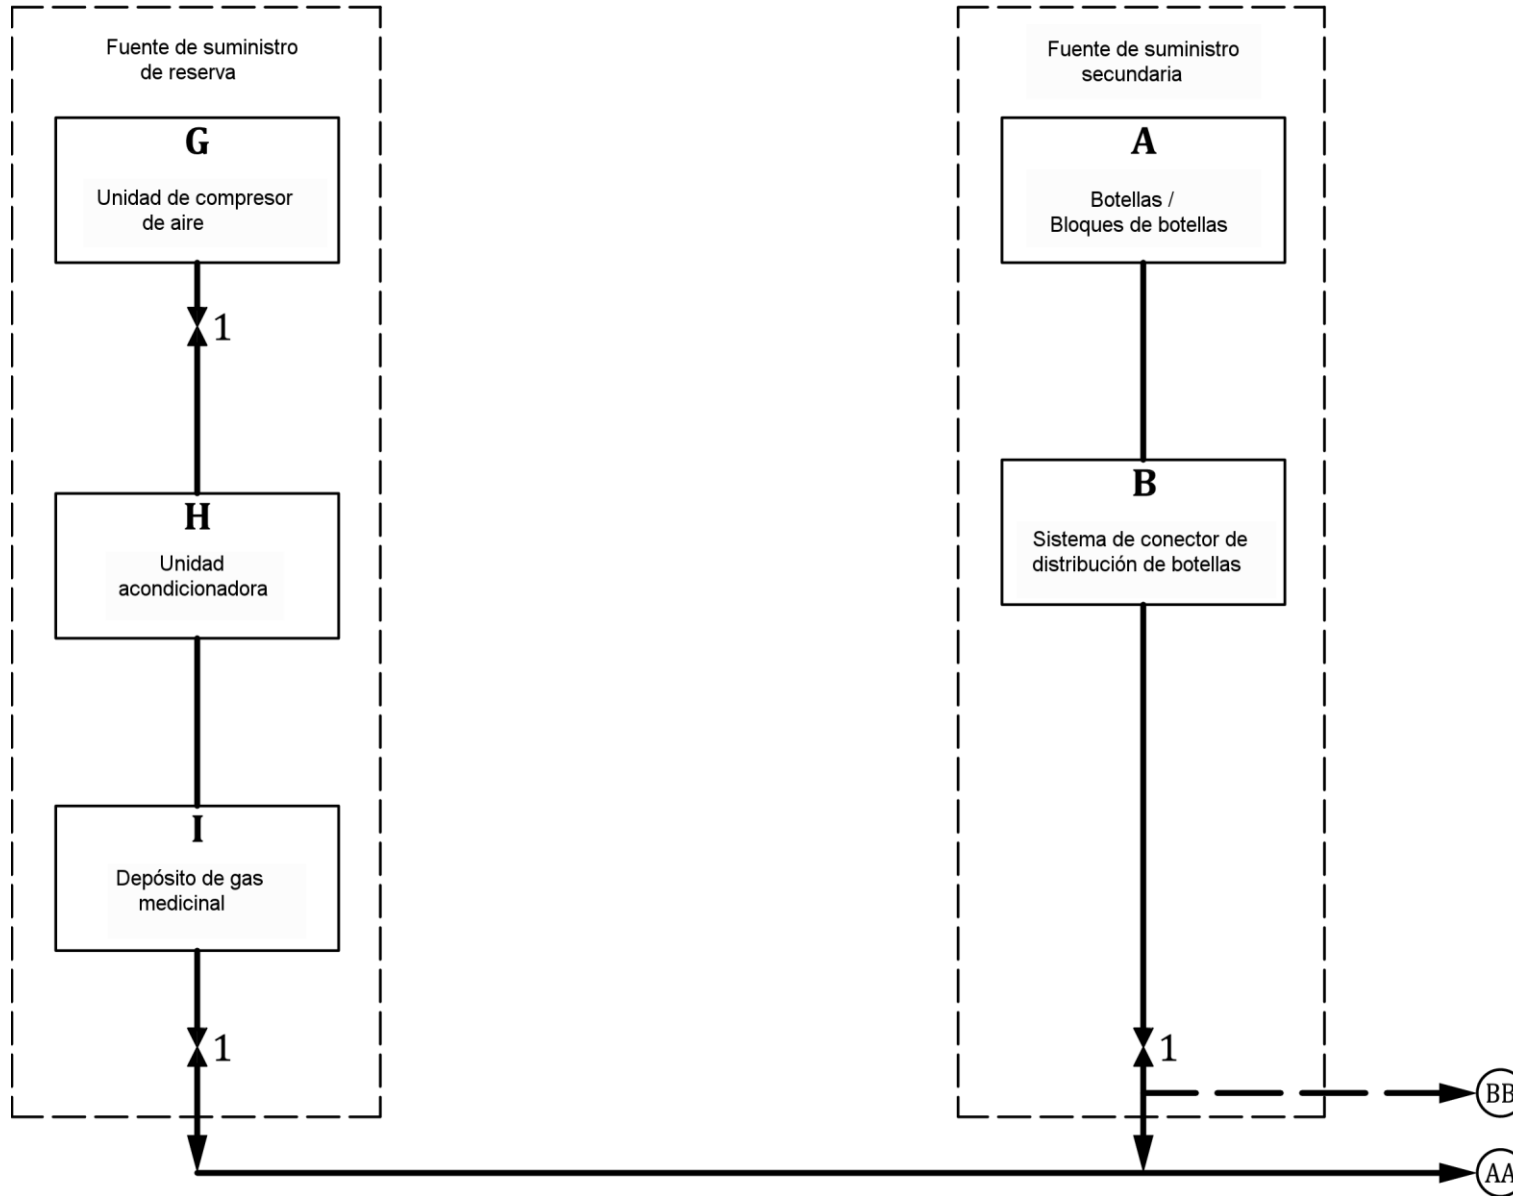 Fuente de suministro
de reserva
G
Unidad de compresor
de aire
1
H
Unidad
acondicionadora
I
Depósito de gas
medicinal
1
Fuente de suministro
secundaria
A
Botellas /
Bloques de botellas
B
Sistema de conector de
distribución de botellas
1
BB
AA